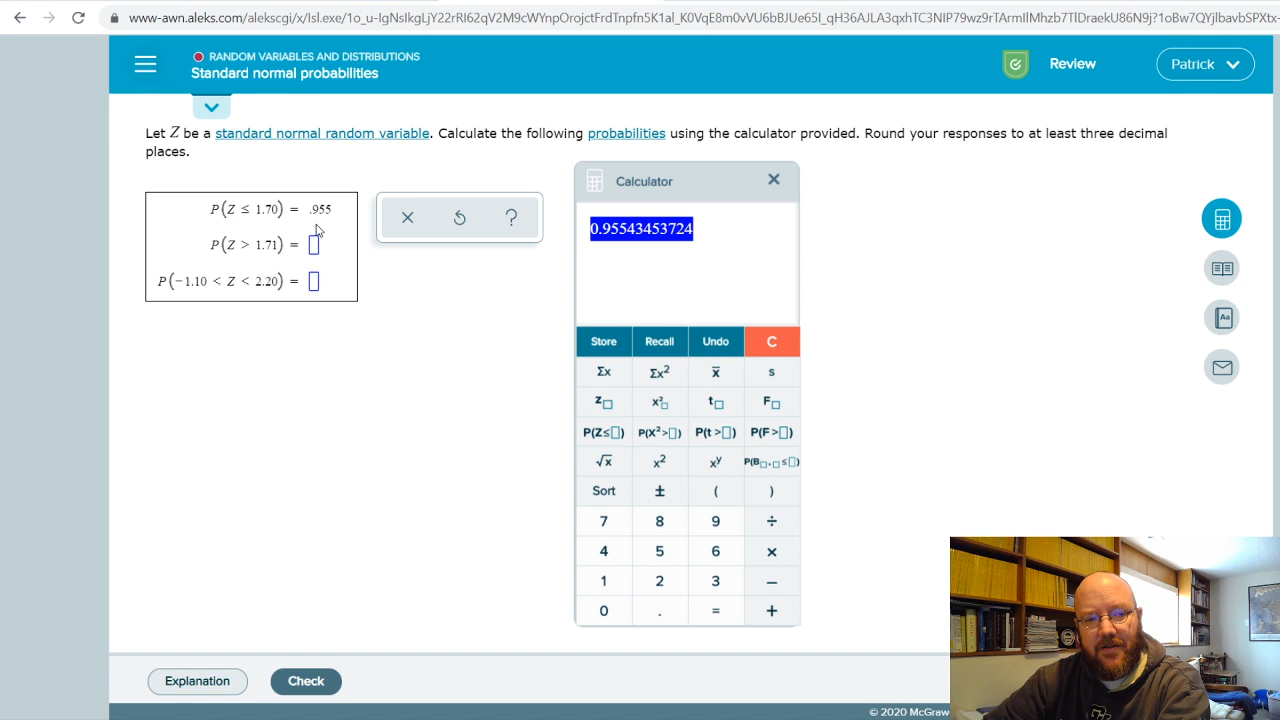 www-awn.aleks.com/alekscgi/x/Isl.exe/1o_u-IgNsIkgLjY22rRI62qV2N9cWYnpOrojctFrdTnpfn5K1al_K0VqE8m0vVU6bBJUe65I_qH36AJLA3qxhTC3NIP79wz9rTArmIlMhzb7TlDraekU86N9j?1oBw7QYjlbavbSPXtx-
RANDOM VARIABLES AND DISTRIBUTIONS
Standard normal probabilities
Review
Patrick
Let Z be a standard normal random variable. Calculate the following probabilities using the calculator provided. Round your responses to at least three decimal
places.
P(Z ≤ 1.70) = .955
P(Z > 1.71) =
P(−1.10 < Z < 2.20) =
× ?
Calculator ×
0.95543453724
Store Recall Undo C
Σx Σx² x̄ s
z□ x²□ t□ F□
P(Z≤□) P(X²>□) P(t >□) P(F >□)
√x x² xʸ P(B□,□≤□)
Sort ± ( )
7 8 9 ÷
4 5 6 ×
1 2 3 −
0 . = +
Aa
Explanation Check
© 2020 McGraw